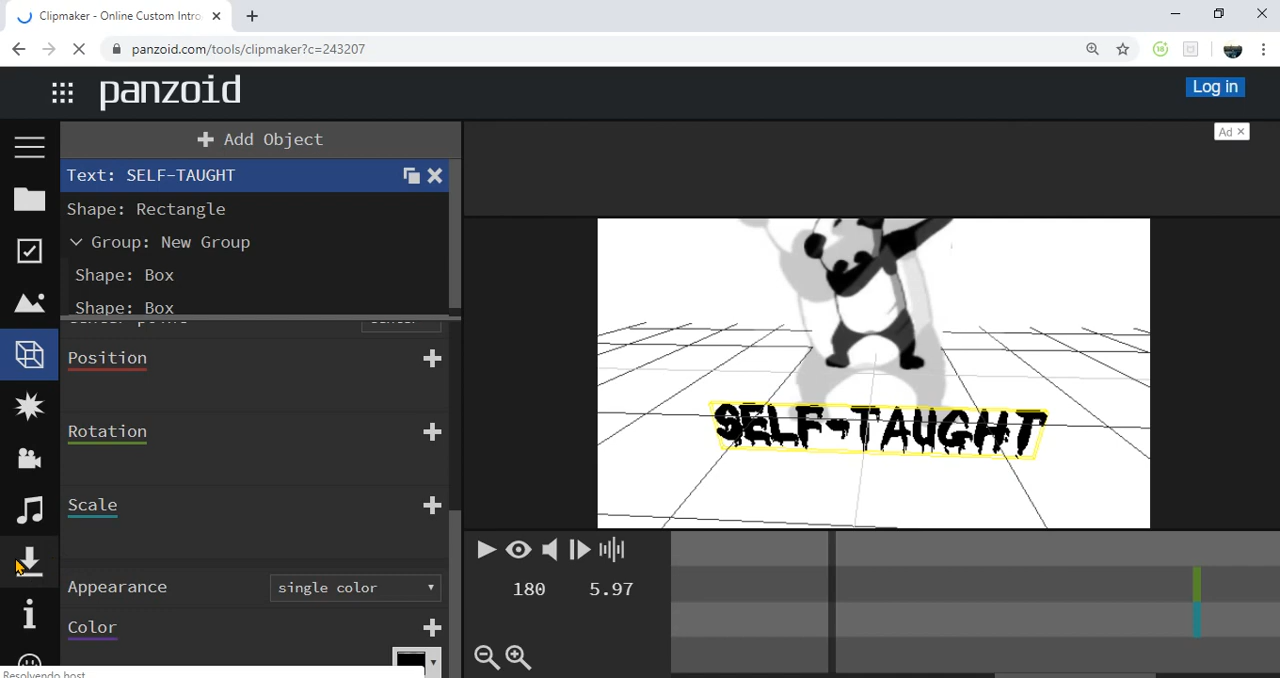 Clipmaker - Online Custom Intro
panzoid.com/tools/clipmaker?c=243207
panzoid
Log in
Add Object
Ad
Text: SELF-TAUGHT
Shape: Rectangle
Group: New Group
Shape: Box
Shape: Box
Position
SELF-TAUGHT
Rotation
Scale
180 5.97
Appearance single color
Color
Resolvendo host